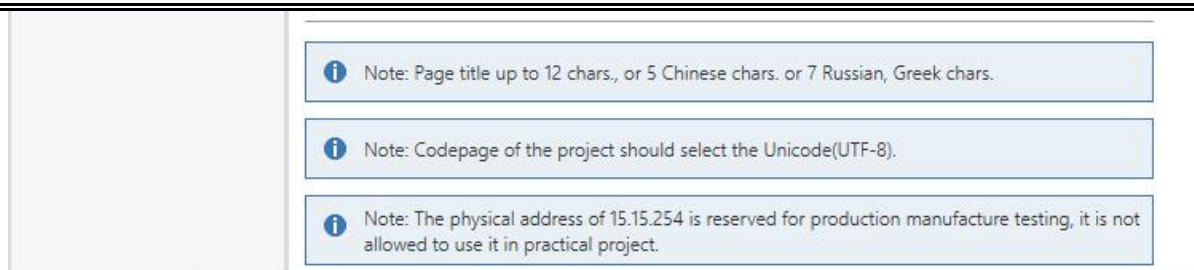 Note: Page title up to 12 chars., or 5 Chinese chars. or 7 Russian, Greek chars.
Note: Codepage of the project should select the Unicode(UTF-8).
Note: The physical address of 15.15.254 is reserved for production manufacture testing, it is not
allowed to use it in practical project.